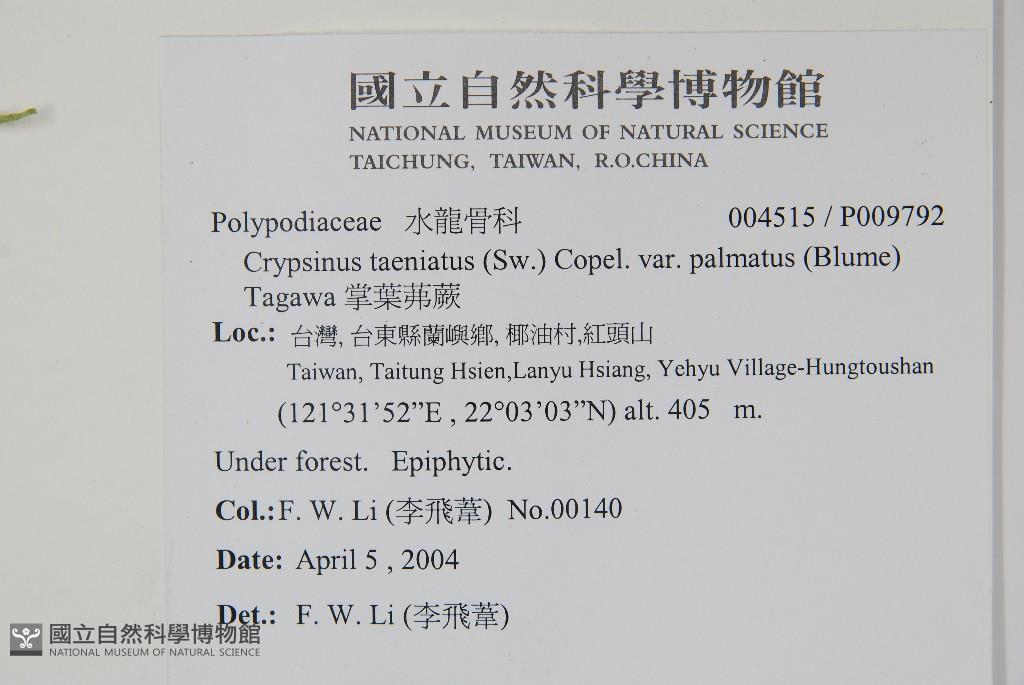 國立自然科學博物館
NATIONAL MUSEUM OF NATURAL SCIENCE
TAICHUNG, TAIWAN, R.O.CHINA
Polypodiaceae 水龍骨科 004515 / P009792
Crypsinus taeniatus (Sw.) Copel. var. palmatus (Blume)
Tagawa 掌葉茀蕨
Loc.: 台灣, 台東縣蘭嶼鄉, 椰油村,紅頭山
Taiwan, Taitung Hsien,Lanyu Hsiang, Yehyu Village-Hungtoushan
(121°31’52”E , 22°03’03”N) alt. 405 m.
Under forest. Epiphytic.
Col.:F. W. Li (李飛葦) No.00140
Date: April 5 , 2004
Det.: F. W. Li (李飛葦)
國立自然科學博物館
NATIONAL MUSEUM OF NATURAL SCIENCE